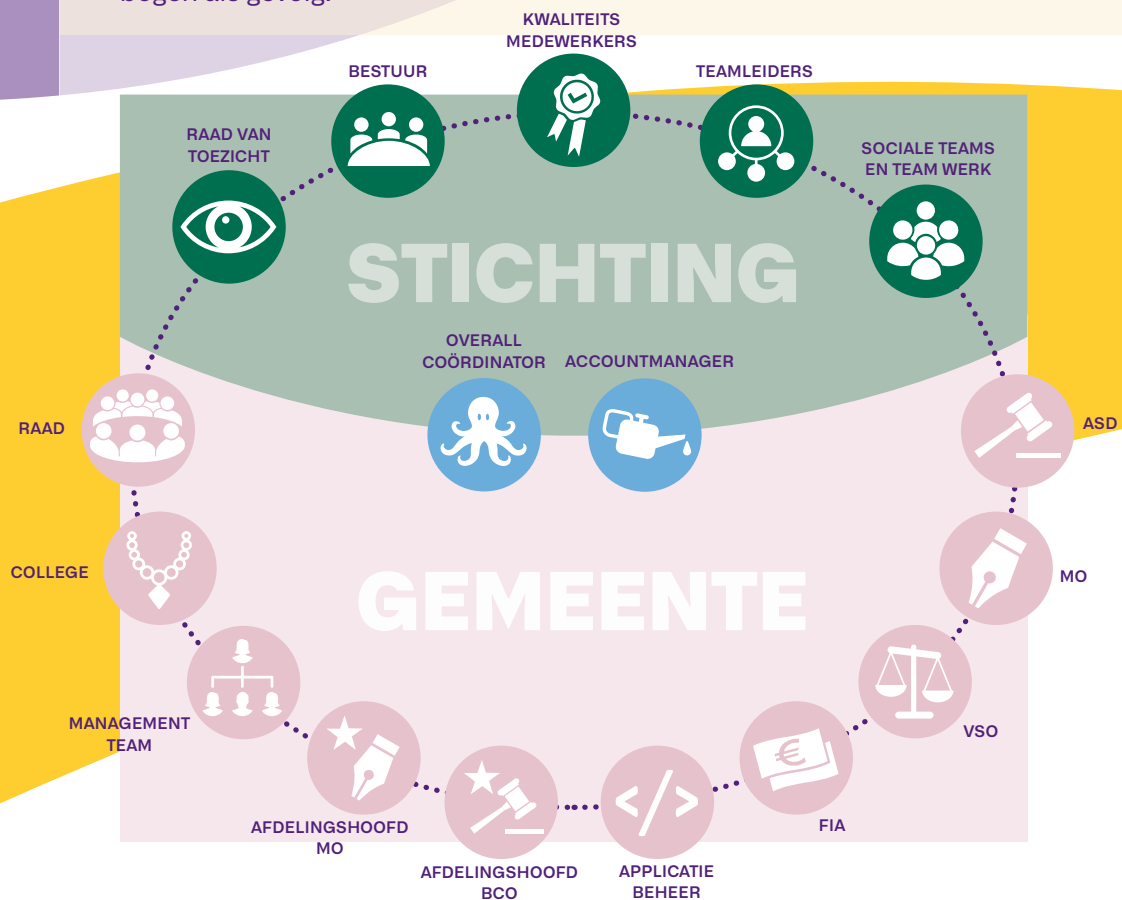 KWALITEITS
MEDEWERKERS
BESTUUR
TEAMLEIDERS
RAAD VAN
TOEZICHT
SOCIALE TEAMS
EN TEAM WERK
STICHTING
OVERALL
COÖRDINATOR
ACCOUNTMANAGER
RAAD
ASD
COLLEGE
MO
GEMEENTE
MANAGEMENT
TEAM
VSO
€
AFDELINGSHOOFD
MO
FIA
</>
AFDELINGSHOOFD
BCO
APPLICATIE
BEHEER